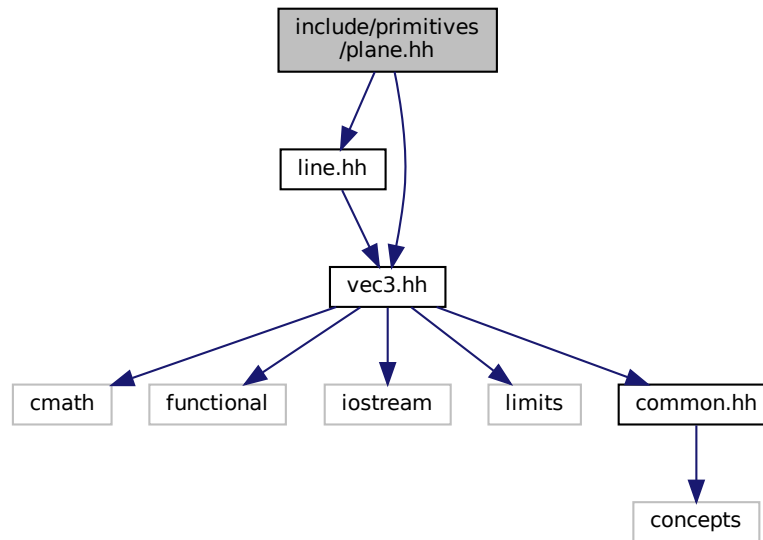 include/primitives
/plane.hh
line.hh
vec3.hh
cmath
functional
iostream
limits
common.hh
concepts